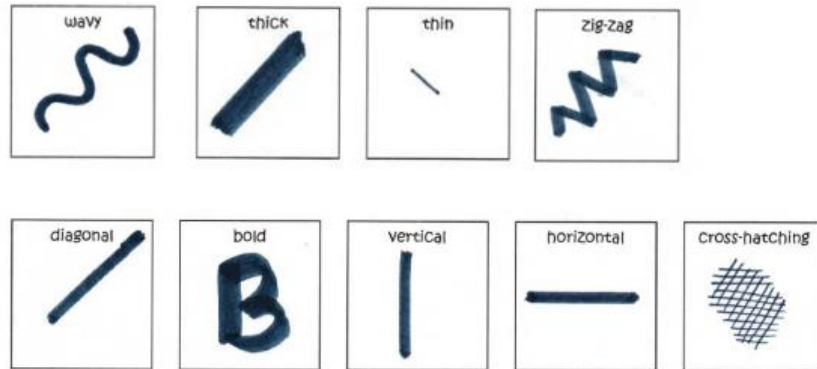 wavy
thick
thin
zig-zag
diagonal
bold
vertical
horizontal
cross-hatching
B